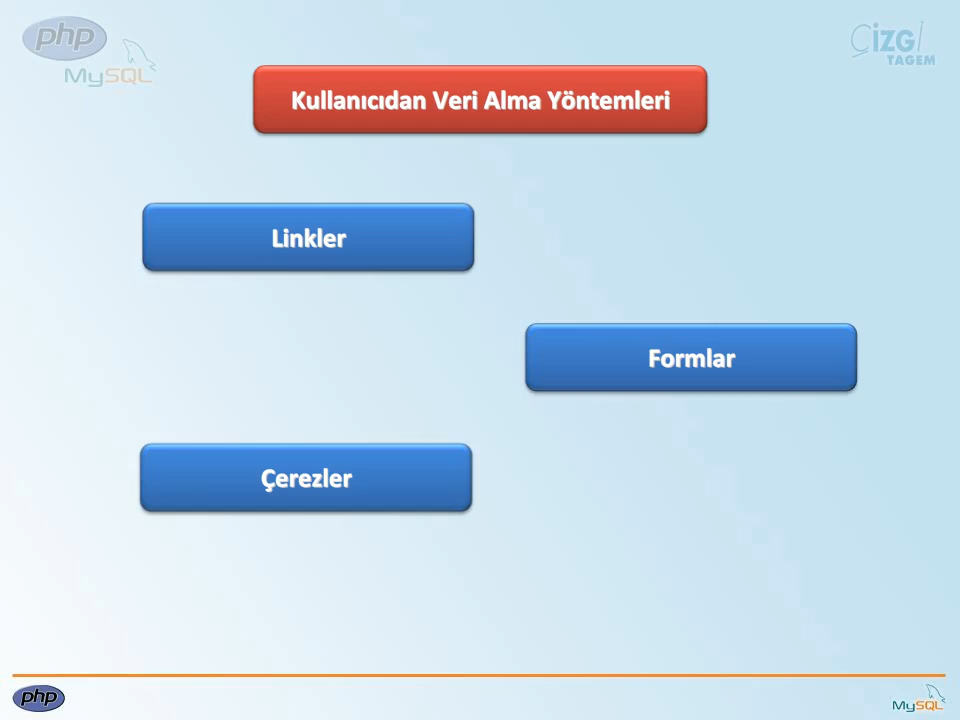 php
MySQL
ÇİZGİ
TAGEM
Kullanıcıdan Veri Alma Yöntemleri
Linkler
Formlar
Çerezler
php
MySQL